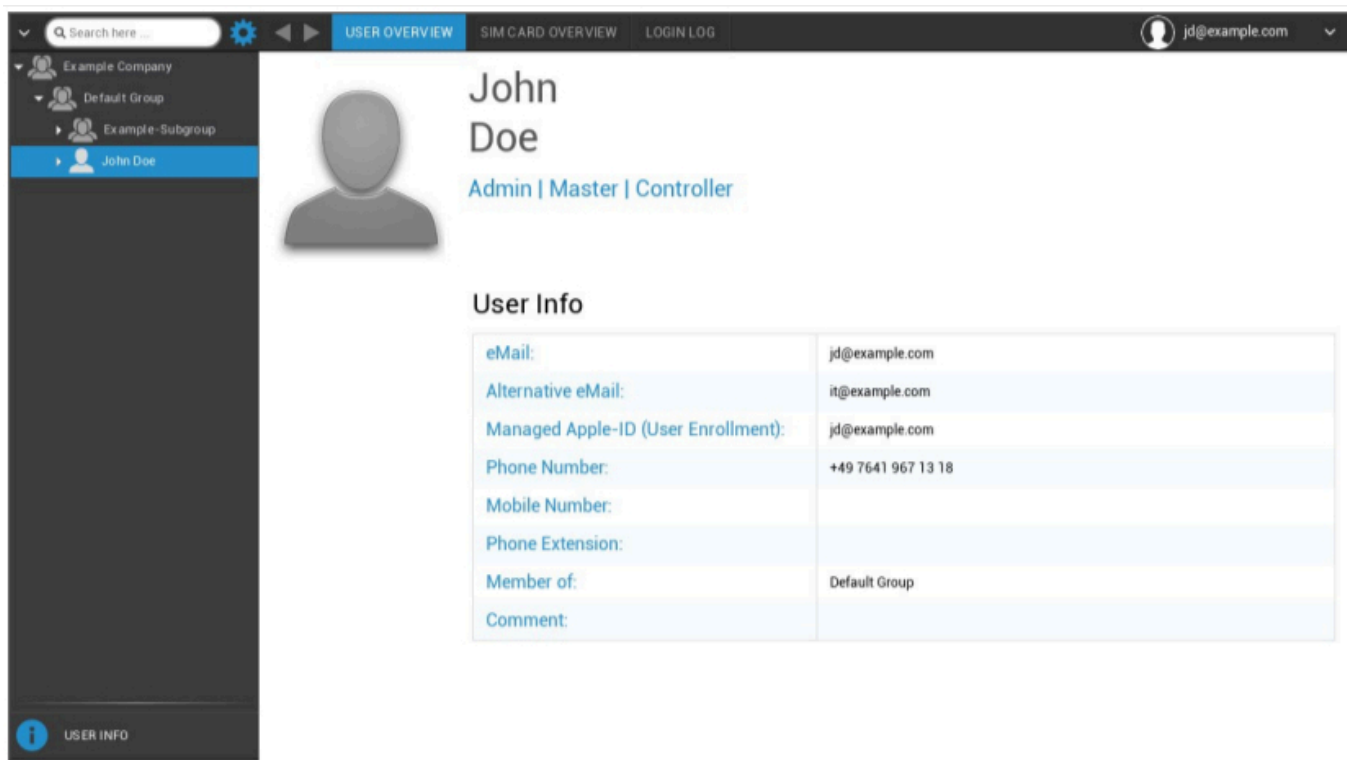 Search here ...
USER OVERVIEW
SIM CARD OVERVIEW
LOGIN LOG
jd@example.com
Example Company
Default Group
Example-Subgroup
John Doe
John
Doe
Admin | Master | Controller
User Info
eMail: jd@example.com
Alternative eMail: it@example.com
Managed Apple-ID (User Enrollment): jd@example.com
Phone Number: +49 7641 967 13 18
Mobile Number:
Phone Extension:
Member of: Default Group
Comment:
USER INFO